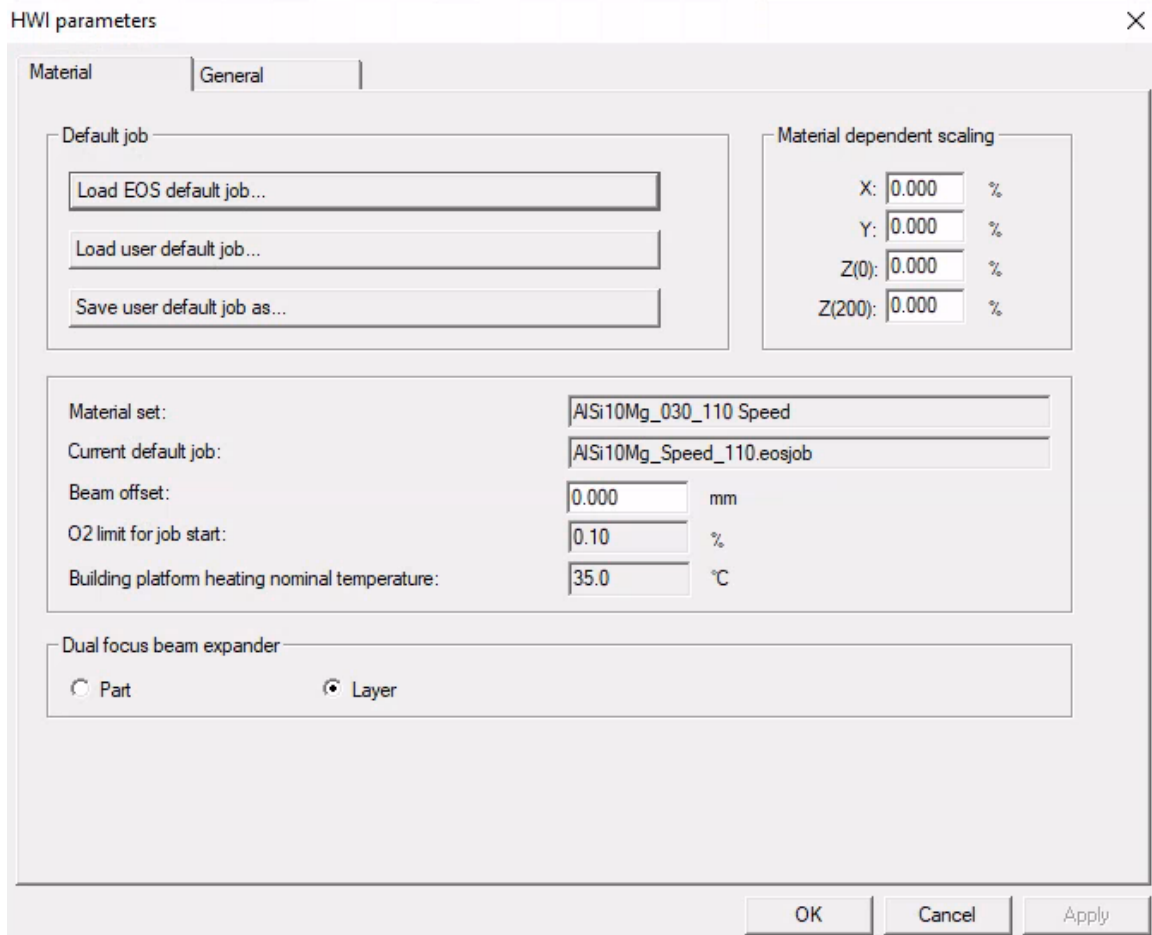 HWI parameters
Material
General
Default job
Load EOS default job...
Load user default job...
Save user default job as...
Material dependent scaling
X: 0.000 %
Y: 0.000 %
Z(0): 0.000 %
Z(200): 0.000 %
Material set: AlSi10Mg_030_110 Speed
Current default job: AlSi10Mg_Speed_110.eosjob
Beam offset: 0.000 mm
O2 limit for job start: 0.10 %
Building platform heating nominal temperature: 35.0 °C
Dual focus beam expander
Part Layer
OK Cancel Apply